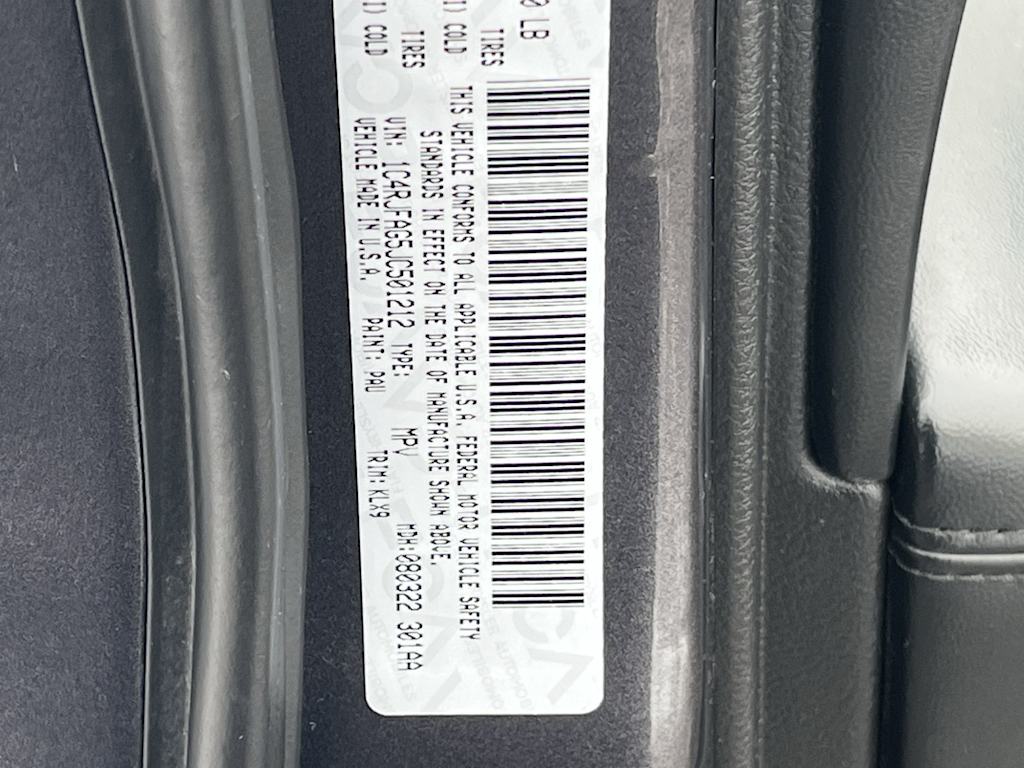 0 LB
TIRES
(1) COLD
TIRES
(1) COLD
THIS VEHICLE CONFORMS TO ALL APPLICABLE U.S.A. FEDERAL MOTOR VEHICLE SAFETY
STANDARDS IN EFFECT ON THE DATE OF MANUFACTURE SHOWN ABOVE.
VIN: 1C4RJFAG5JC501212 TYPE: MPV MDH:080322 301AA
VEHICLE MADE IN U.S.A. PAINT: PAU TRIM:KLX9